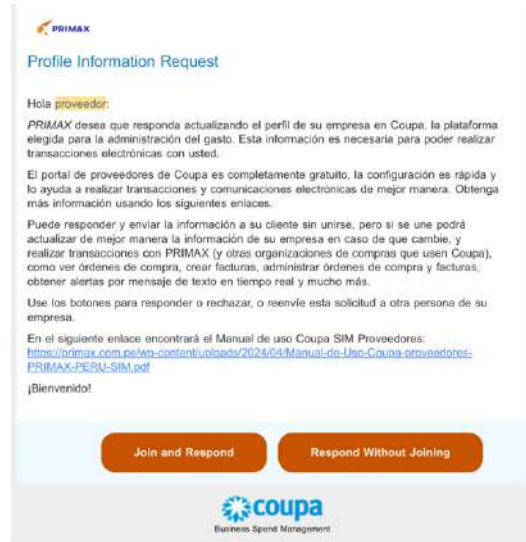 PRIMAX
Profile Information Request
Hola proveedor:
PRIMAX desea que responda actualizando el perfil de su empresa en Coupa, la plataforma
elegida para la administración del gasto. Esta información es necesaria para poder realizar
transacciones electrónicas con usted.
El portal de proveedores de Coupa es completamente gratuito, la configuración es rápida y
lo ayuda a realizar transacciones y comunicaciones electrónicas de mejor manera. Obtenga
más información usando los siguientes enlaces.
Puede responder y enviar la información a su cliente sin unirse, pero si se une podrá
actualizar de mejor manera la información de su empresa en caso de que cambie, y
realizar transacciones con PRIMAX (y otras organizaciones de compras que usen Coupa),
como ver órdenes de compra, crear facturas, administrar órdenes de compra y facturas,
obtener alertas por mensaje de texto en tiempo real y mucho más.
Use los botones para responder o rechazar, o reenvíe esta solicitud a otra persona de su
empresa.
En el siguiente enlace encontrará el Manual de uso Coupa SIM Proveedores:
https://primax.com.pe/wp-content/uploads/2024/04/Manual-de-Uso-Coupa-proveedores-
PRIMAX-PERU-SIM.pdf
¡Bienvenido!
Join and Respond
Respond Without Joining
coupa
Business Spend Management